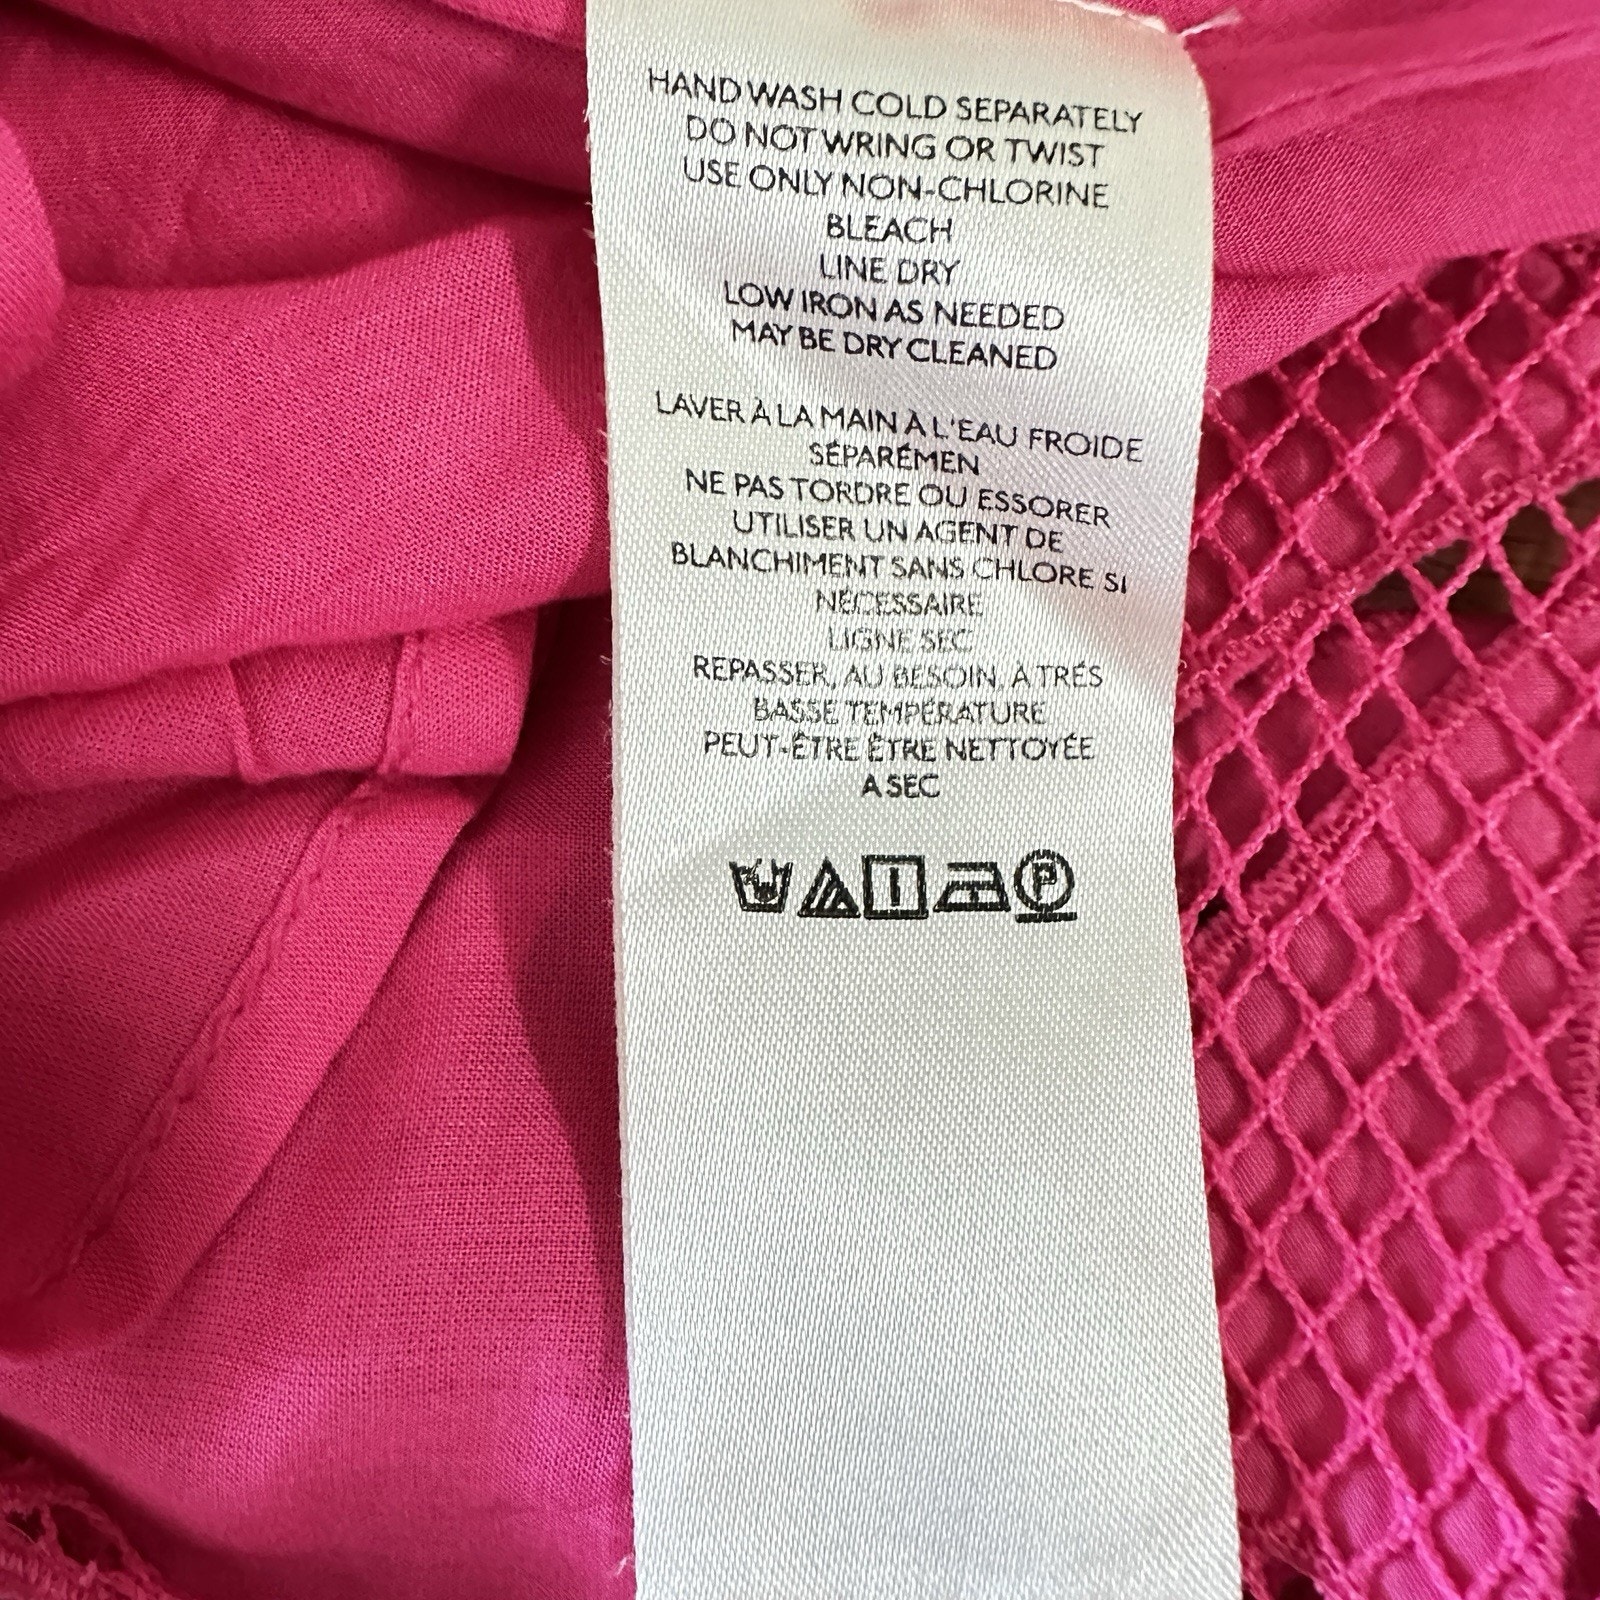 HAND WASH COLD SEPARATELY
DO NOT WRING OR TWIST
USE ONLY NON-CHLORINE
BLEACH
LINE DRY
LOW IRON AS NEEDED
MAY BE DRY CLEANED
LAVER À LA MAIN À L'EAU FROIDE
SÉPARÉMEN
NE PAS TORDRE OU ESSORER
UTILISER UN AGENT DE
BLANCHIMENT SANS CHLORE SI
NÉCESSAIRE
LIGNE SEC
REPASSER, AU BESOIN, À TRÉS
BASSE TEMPÉRATURE
PEUT-ÊTRE ÊTRE NETTOYÉE
A SEC
P